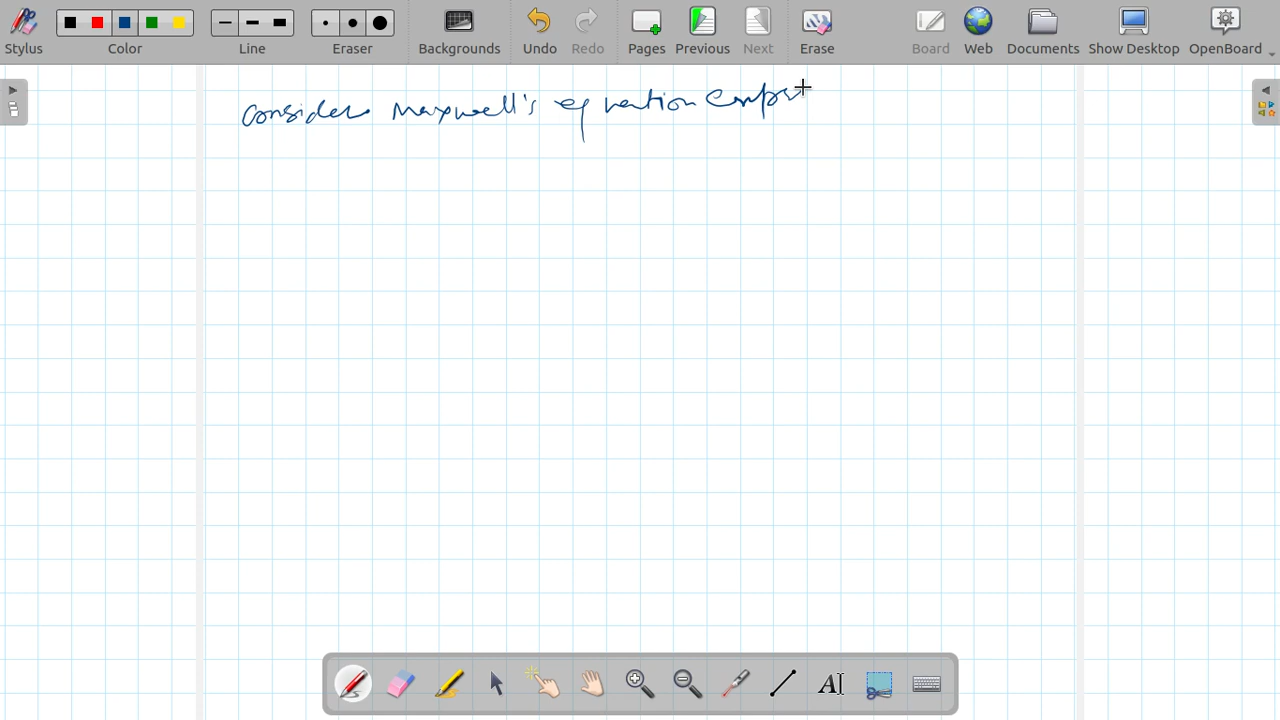 Stylus Color Line Eraser Backgrounds Undo Redo Pages Previous Next Erase Board Web Documents Show Desktop OpenBoard
consider Maxwell's equation
AI